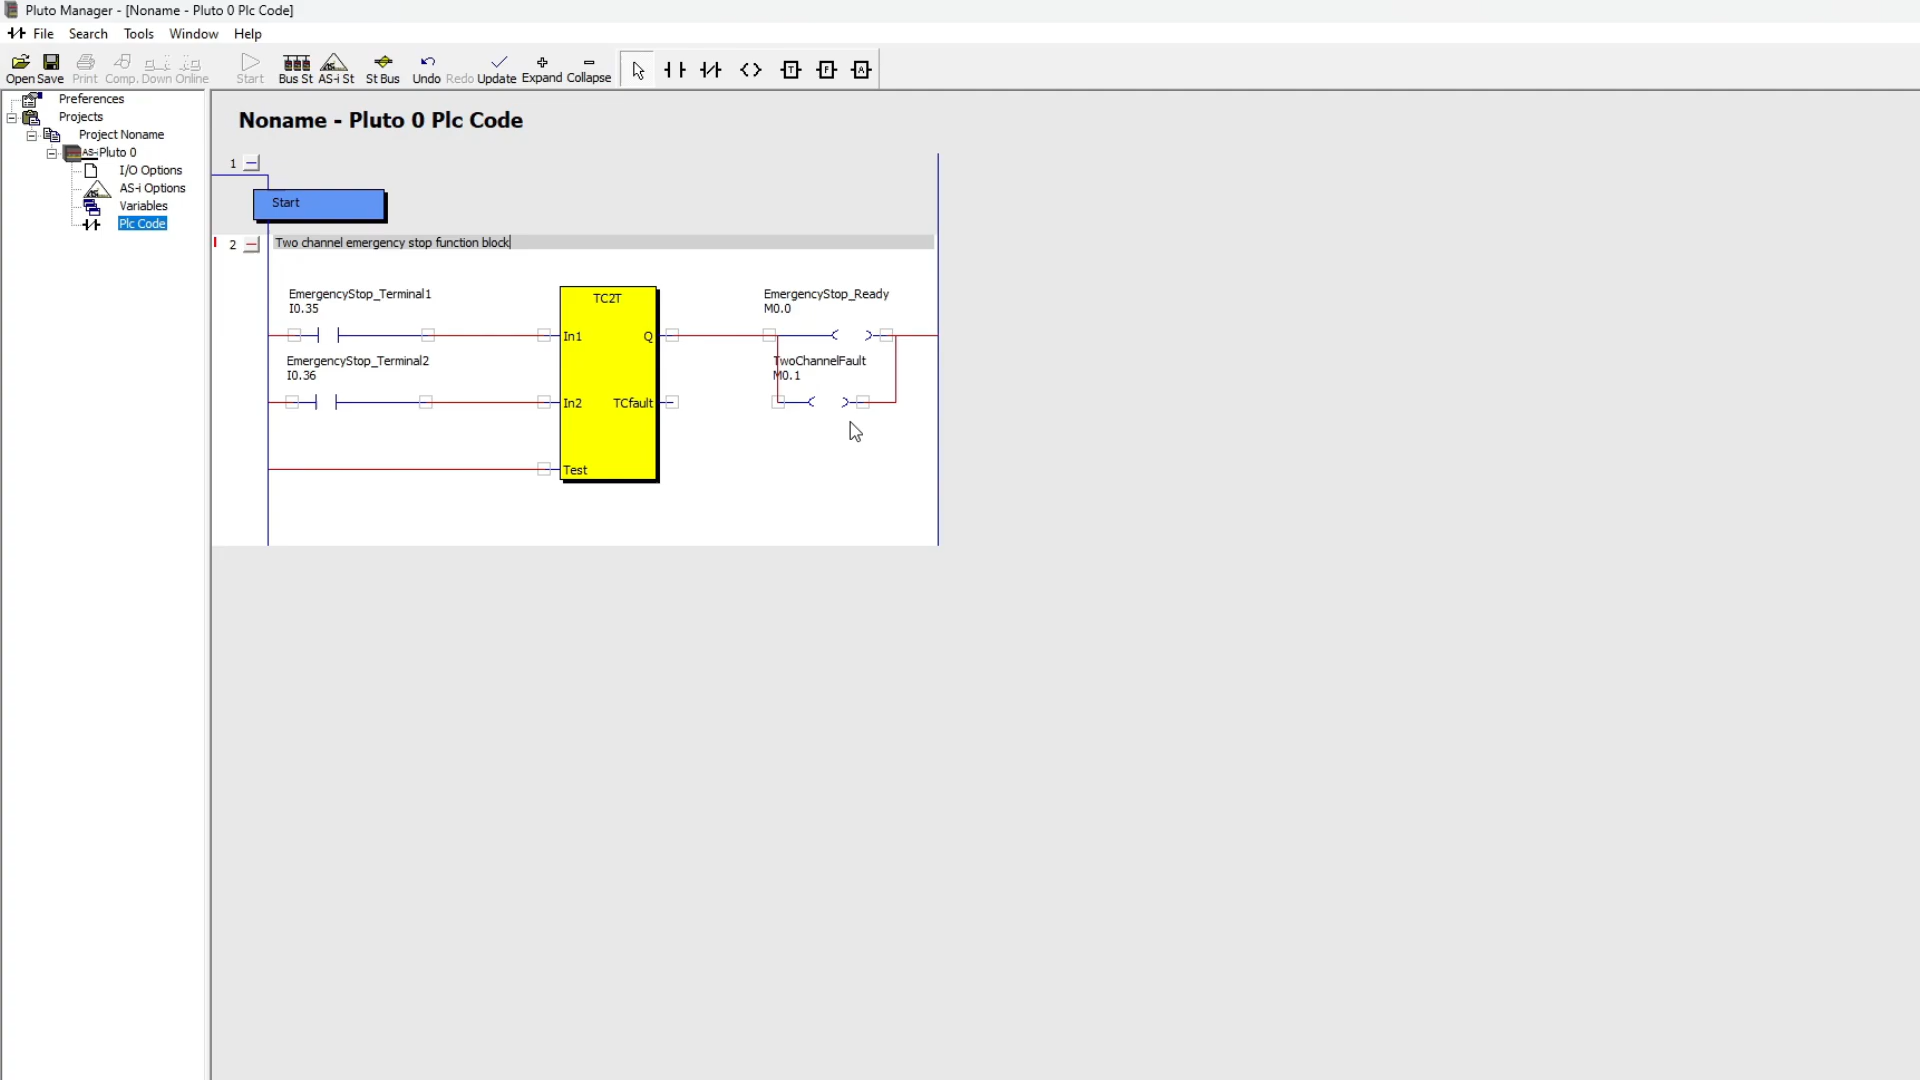 Pluto Manager - [Noname - Pluto 0 Plc Code]
File Search Tools Window Help
Open Save Print Comp. Down Online Start Bus St AS-i St St Bus Undo Redo Update Expand Collapse T F A
Preferences
Projects
Project Noname
AS-i Pluto 0
I/O Options
AS-i Options
Variables
Plc Code
Noname - Pluto 0 Plc Code
1
Start
2 Two channel emergency stop function block
EmergencyStop_Terminal1
I0.35
TC2T
EmergencyStop_Ready
M0.0
In1 Q
EmergencyStop_Terminal2
I0.36
TwoChannelFault
M0.1
In2 TCfault
Test